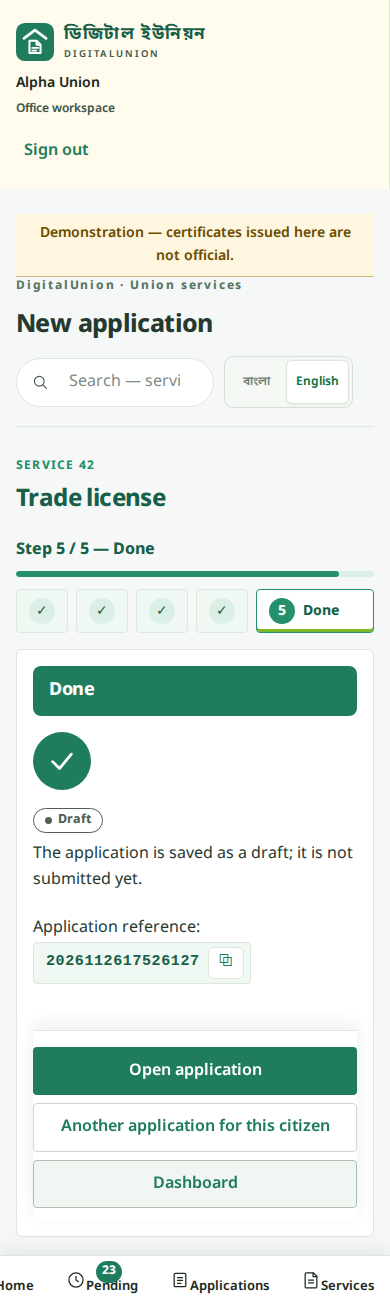 ডিজিটাল ইউনিয়ন
DIGITALUNION
Alpha Union
Office workspace
Sign out
Demonstration — certificates issued here are
not official.
DigitalUnion · Union services
New application
Search — servi
বাংলা English
SERVICE 42
Trade license
Step 5 / 5 — Done
✓ ✓ ✓ ✓ 5 Done
Done
Draft
The application is saved as a draft; it is not
submitted yet.
Application reference:
2026112617526127
Open application
Another application for this citizen
Dashboard
23
Home Pending Applications Services